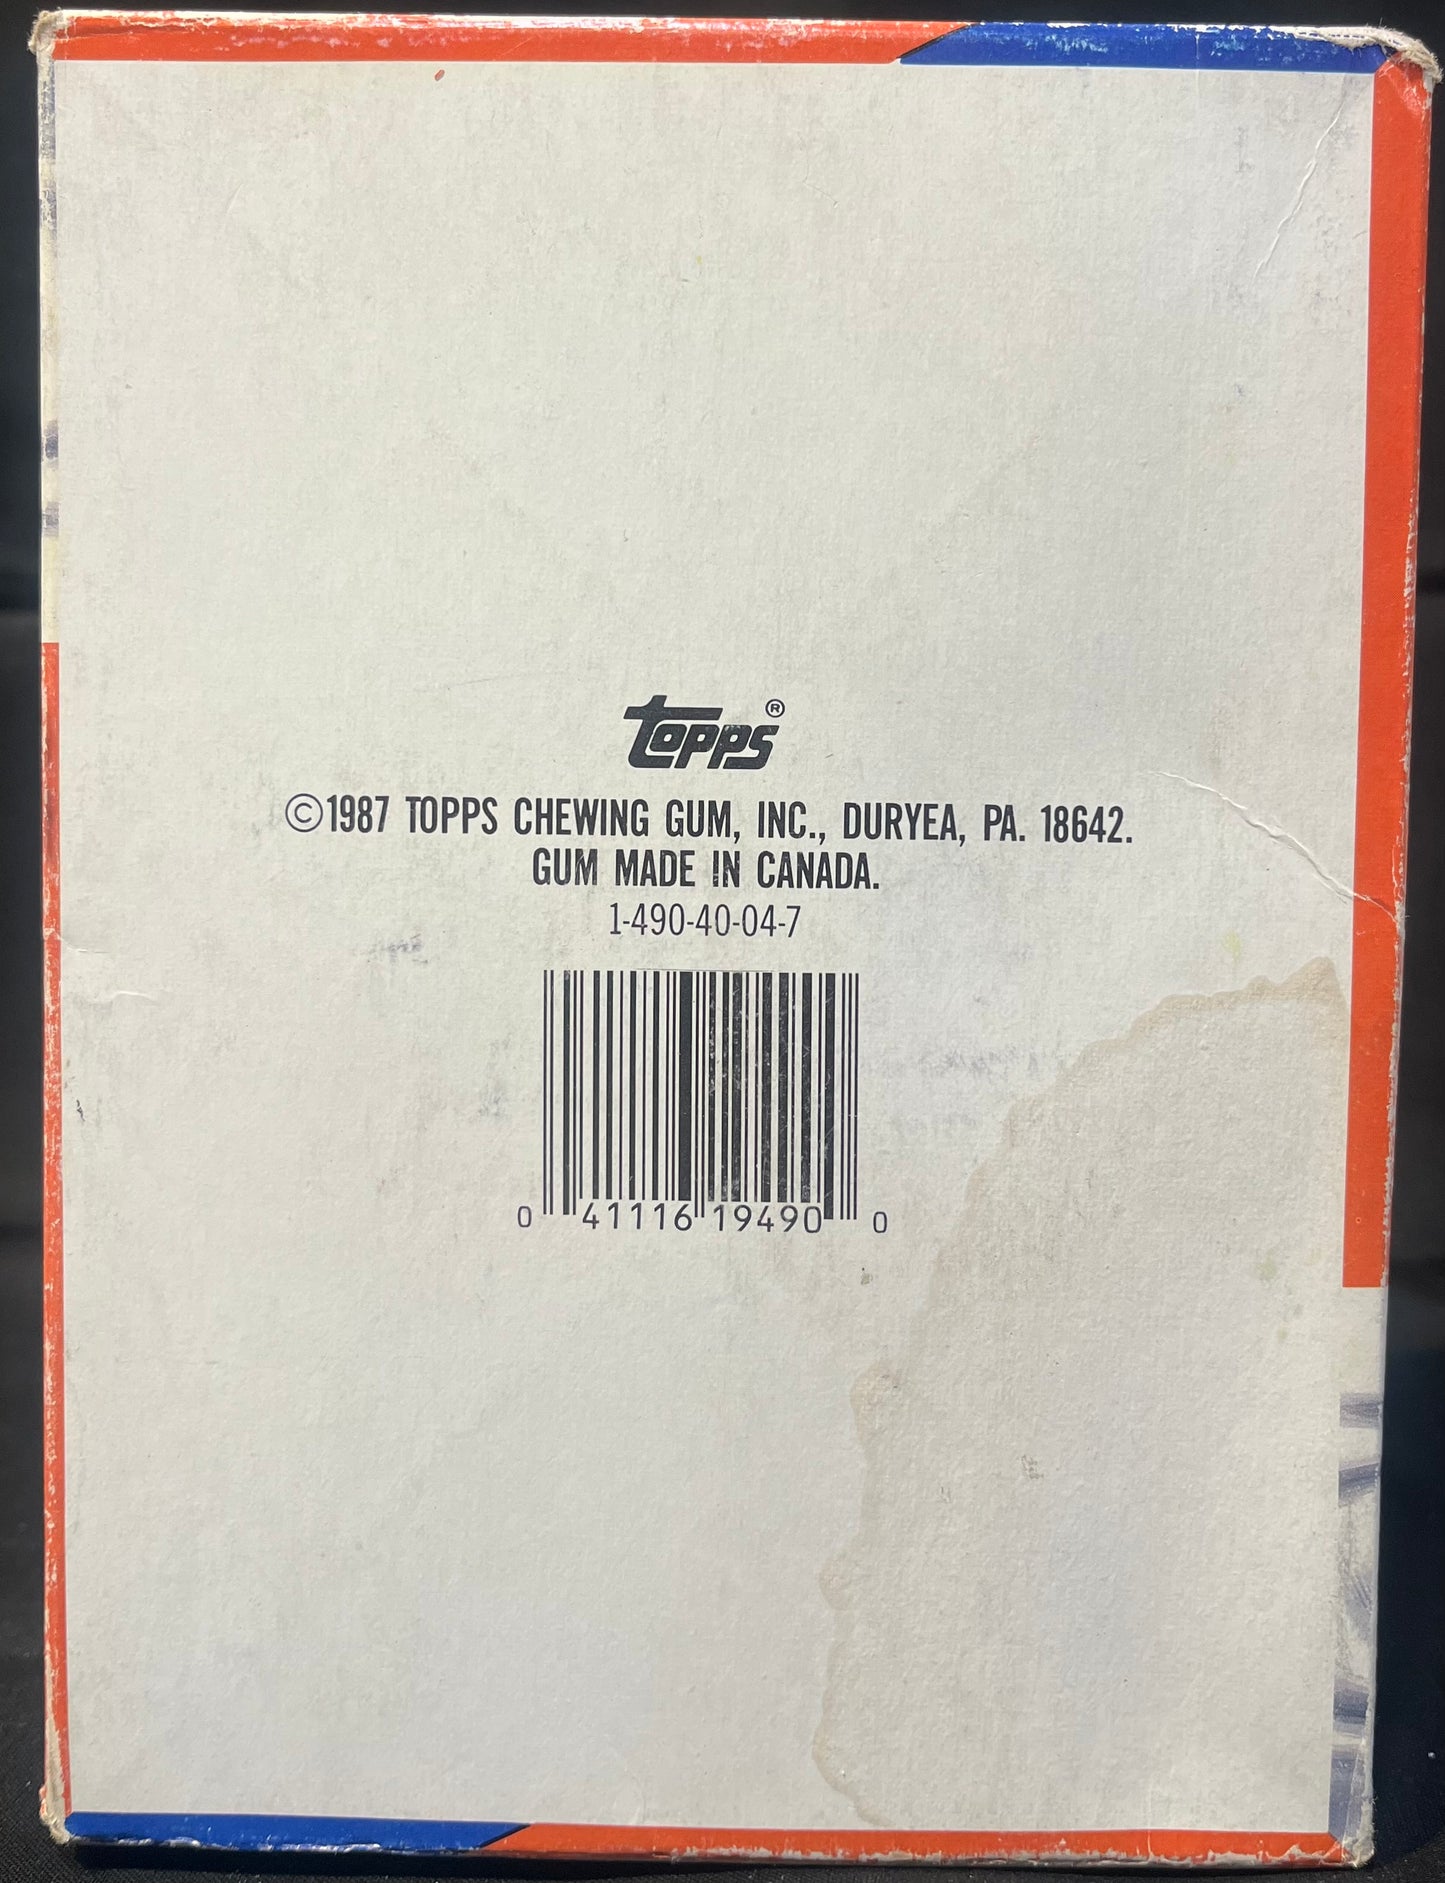 topps®
©1987 TOPPS CHEWING GUM, INC., DURYEA, PA. 18642.
GUM MADE IN CANADA.
1-490-40-04-7
0 41116 19490 0